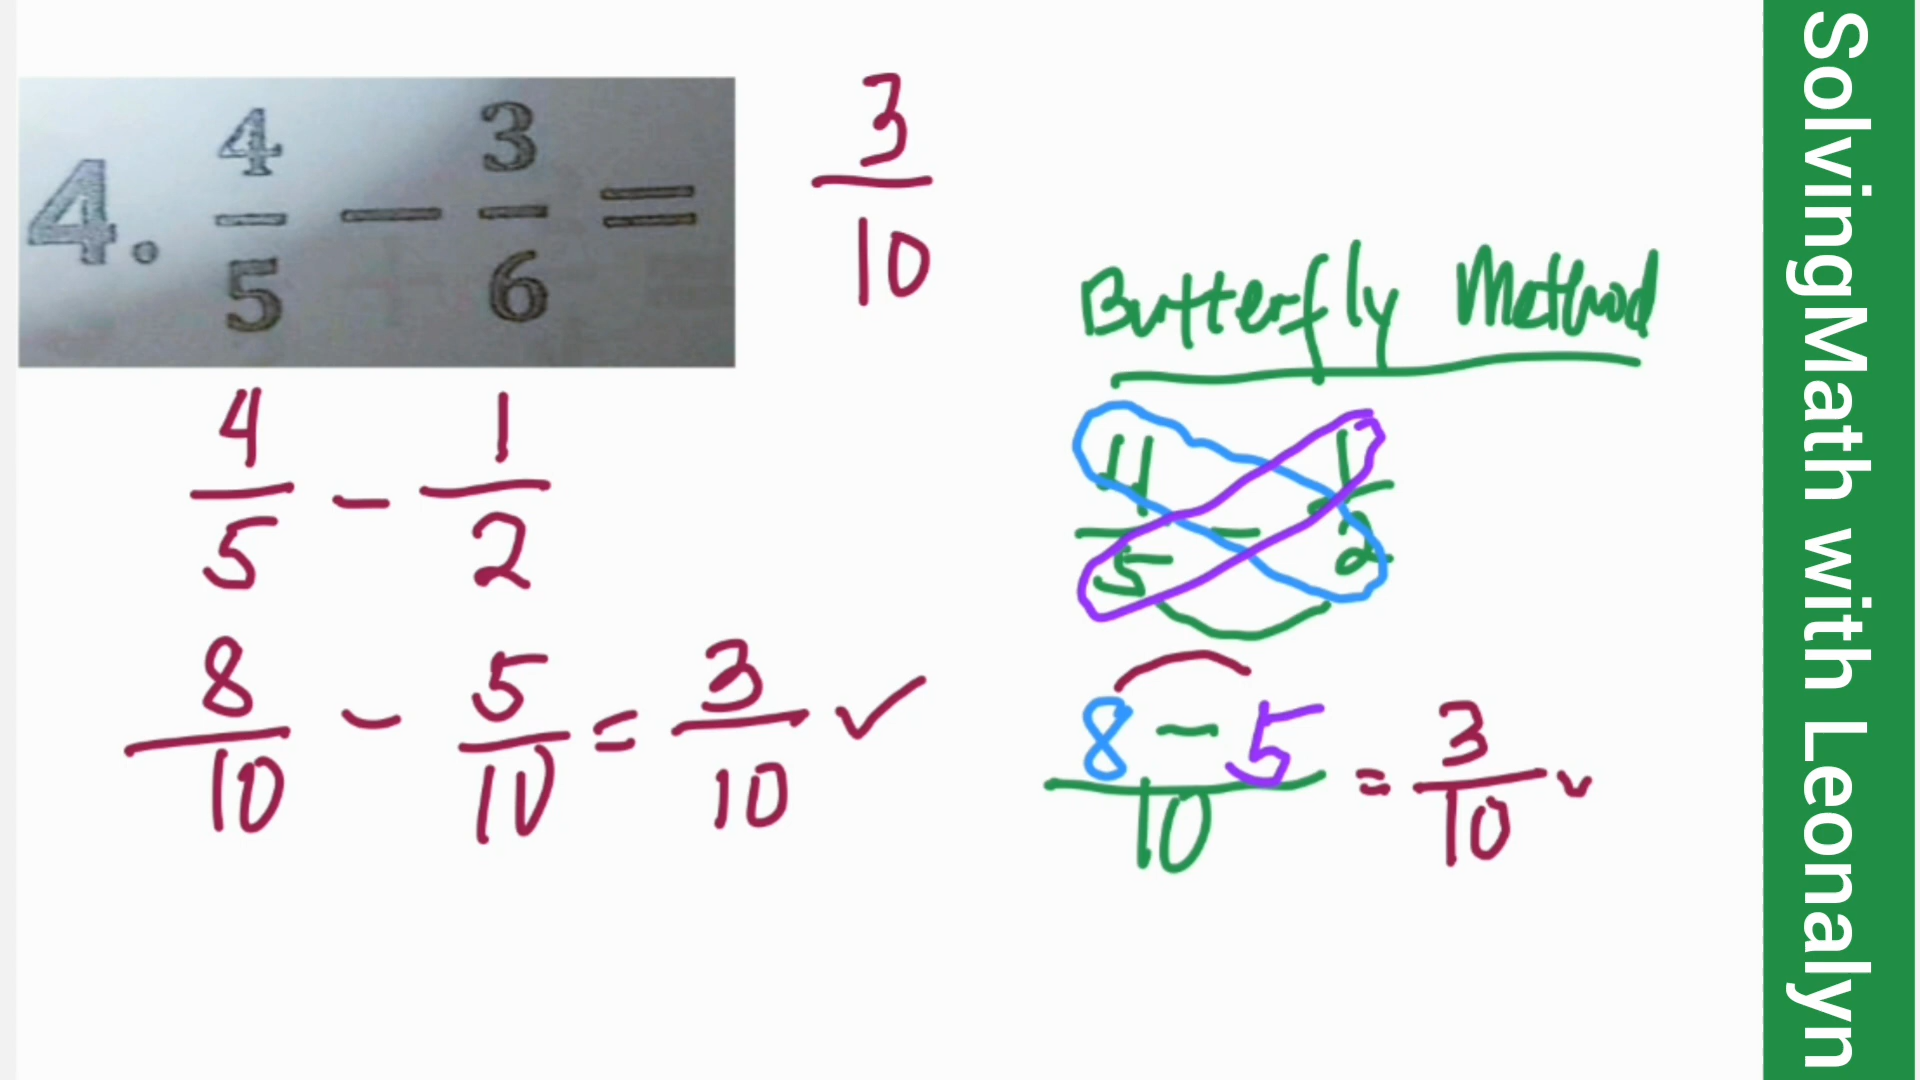 4. 4/5 − 3/6 = 3/10
4/5 − 1/2
8/10 − 5/10 = 3/10 ✓
Butterfly Method
4/5 − 1/2
8 − 5/10 = 3/10 ✓
SolvingMath with Leonalyn